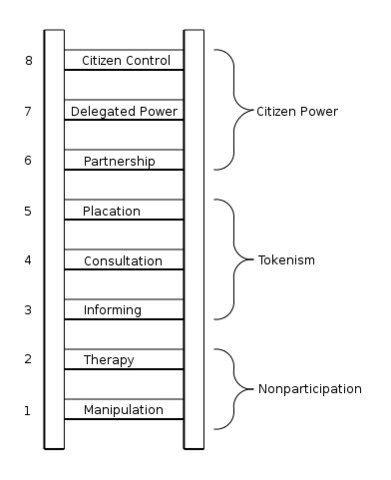 8 Citizen Control
7 Delegated Power
Citizen Power
6 Partnership
5 Placation
4 Consultation
Tokenism
3 Informing
2 Therapy
Nonparticipation
1 Manipulation